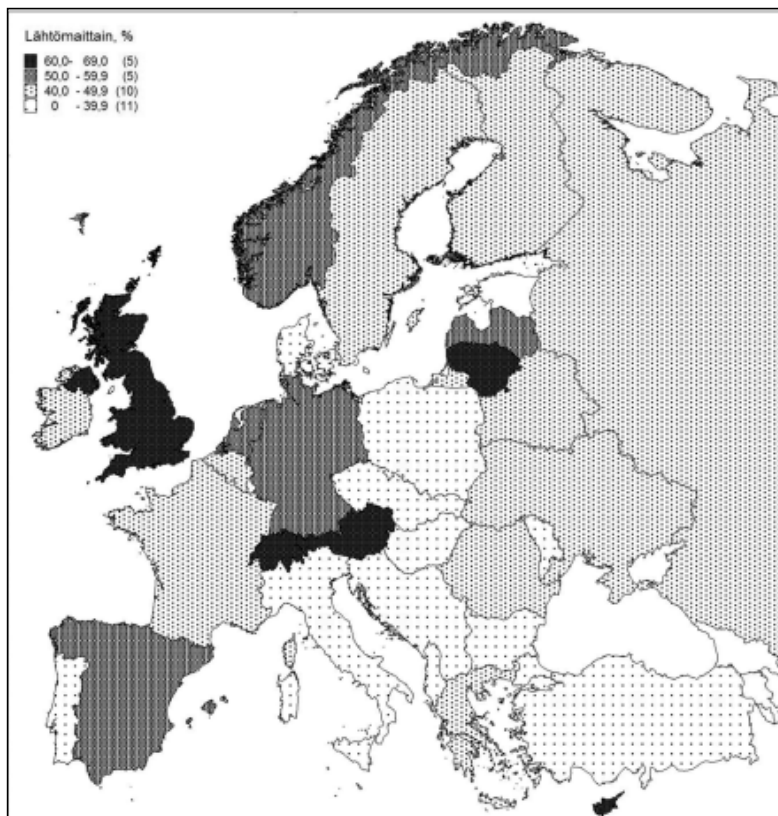 Lähtömaittain, %
60,0- 69,0 (5)
50,0 - 59,9 (5)
40,0 - 49,9 (10)
0 - 39,9 (11)